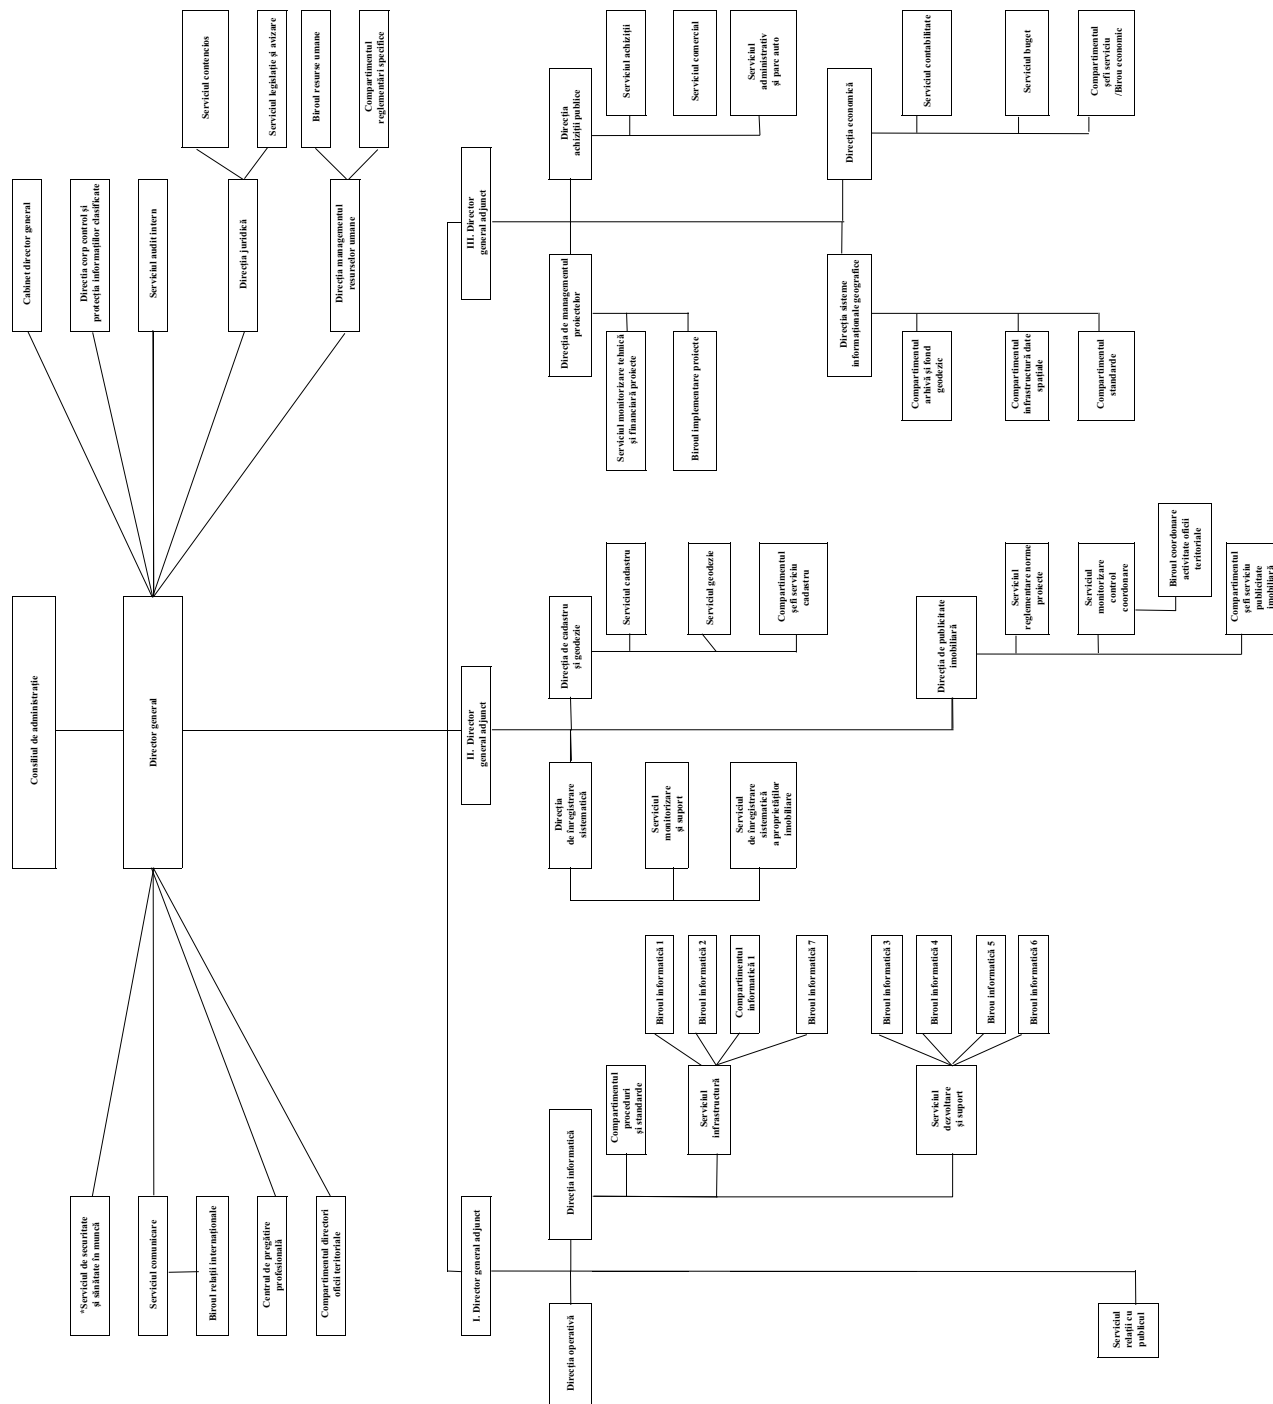 Consiliul de administrație
Director general
*Serviciul de securitate
și sănătate în muncă
Serviciul comunicare
Biroul relații internaționale
Centrul de pregătire
profesională
Compartimentul directori
oficii teritoriale
Cabinet director general
Directia corp control și
protecția informațiilor clasificate
Serviciul audit intern
Direcția juridică
Serviciul contencios
Serviciul legislație și avizare
Direcția managementul
resurselor umane
Biroul resurse umane
Compartimentul
reglementări specifice
I. Director general adjunct
Direcția operativă
Direcția informatică
Compartimentul
proceduri
și standarde
Serviciul
infrastructură
Biroul informatică 1
Biroul informatică 2
Compartimentul
informatică 1
Biroul informatică 7
Serviciul
dezvoltare
și suport
Biroul informatică 3
Biroul informatică 4
Birou informatică 5
Biroul informatică 6
Serviciul
relații cu
publicul
II. Director
general adjunct
Direcția
de înregistrare
sistematică
Serviciul
monitorizare
și suport
Serviciul
de înregistrare
sistematică
a proprietăților
imobiliare
Direcția de cadastru
și geodezie
Serviciul cadastru
Serviciul geodezie
Compartimentul
șefi serviciu
cadastru
Direcția de publicitate
imobiliară
Serviciul
reglementare norme
proiecte
Serviciul
monitorizare
control
coordonare
Biroul coordonare
activitate oficii
teritoriale
Compartimentul
șefi serviciu
publicitate
imobiliară
III. Director
general adjunct
Direcția de managementul
proiectelor
Serviciul monitorizare tehnică
și financiară proiecte
Biroul implementare proiecte
Direcția
achiziții publice
Serviciul achiziții
Serviciul comercial
Serviciul
administrativ
și parc auto
Direcția sisteme
informaționale geografice
Compartimentul
arhivă și fond
geodezic
Compartimentul
infrastructură date
spațiale
Compartimentul
standarde
Direcția economică
Serviciul contabilitate
Serviciul buget
Compartimentul
șefi serviciu
/Birou economic